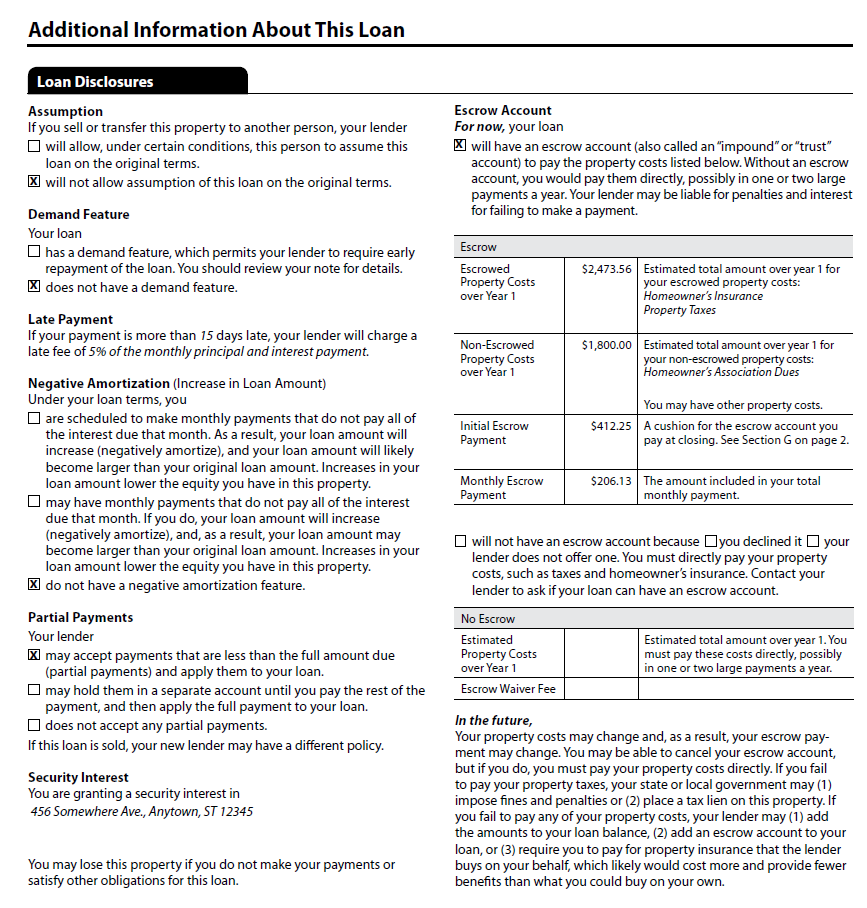 Additional Information About This Loan
Loan Disclosures
Assumption
If you sell or transfer this property to another person, your lender
will allow, under certain conditions, this person to assume this
loan on the original terms.
X will not allow assumption of this loan on the original terms.
Demand Feature
Your loan
has a demand feature, which permits your lender to require early
repayment of the loan. You should review your note for details.
X does not have a demand feature.
Late Payment
If your payment is more than 15 days late, your lender will charge a
late fee of 5% of the monthly principal and interest payment.
Negative Amortization (Increase in Loan Amount)
Under your loan terms, you
are scheduled to make monthly payments that do not pay all of
the interest due that month. As a result, your loan amount will
increase (negatively amortize), and your loan amount will likely
become larger than your original loan amount. Increases in your
loan amount lower the equity you have in this property.
may have monthly payments that do not pay all of the interest
due that month. If you do, your loan amount will increase
(negatively amortize), and, as a result, your loan amount may
become larger than your original loan amount. Increases in your
loan amount lower the equity you have in this property.
X do not have a negative amortization feature.
Partial Payments
Your lender
X may accept payments that are less than the full amount due
(partial payments) and apply them to your loan.
may hold them in a separate account until you pay the rest of the
payment, and then apply the full payment to your loan.
does not accept any partial payments.
If this loan is sold, your new lender may have a different policy.
Security Interest
You are granting a security interest in
456 Somewhere Ave., Anytown, ST 12345
You may lose this property if you do not make your payments or
satisfy other obligations for this loan.
Escrow Account
For now, your loan
X will have an escrow account (also called an “impound” or “trust”
account) to pay the property costs listed below. Without an escrow
account, you would pay them directly, possibly in one or two large
payments a year. Your lender may be liable for penalties and interest
for failing to make a payment.
Escrow
Escrowed $2,473.56 Estimated total amount over year 1 for
Property Costs your escrowed property costs:
over Year 1 Homeowner’s Insurance
Property Taxes
Non-Escrowed $1,800.00 Estimated total amount over year 1 for
Property Costs your non-escrowed property costs:
over Year 1 Homeowner’s Association Dues
You may have other property costs.
Initial Escrow $412.25 A cushion for the escrow account you
Payment pay at closing. See Section G on page 2.
Monthly Escrow $206.13 The amount included in your total
Payment monthly payment.
will not have an escrow account because you declined it your
lender does not offer one. You must directly pay your property
costs, such as taxes and homeowner’s insurance. Contact your
lender to ask if your loan can have an escrow account.
No Escrow
Estimated Estimated total amount over year 1. You
Property Costs must pay these costs directly, possibly
over Year 1 in one or two large payments a year.
Escrow Waiver Fee
In the future,
Your property costs may change and, as a result, your escrow pay-
ment may change. You may be able to cancel your escrow account,
but if you do, you must pay your property costs directly. If you fail
to pay your property taxes, your state or local government may (1)
impose fines and penalties or (2) place a tax lien on this property. If
you fail to pay any of your property costs, your lender may (1) add
the amounts to your loan balance, (2) add an escrow account to your
loan, or (3) require you to pay for property insurance that the lender
buys on your behalf, which likely would cost more and provide fewer
benefits than what you could buy on your own.